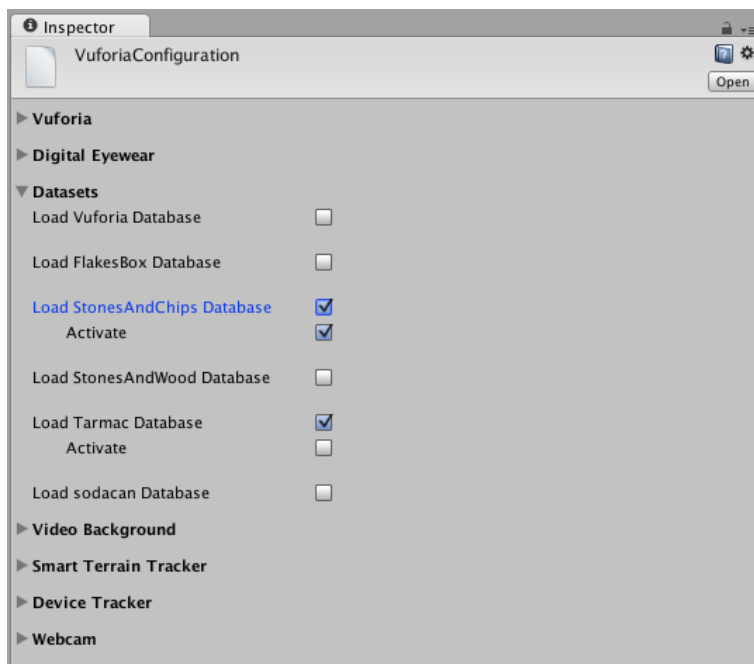 Inspector
VuforiaConfiguration
Open
Vuforia
Digital Eyewear
Datasets
Load Vuforia Database
Load FlakesBox Database
Load StonesAndChips Database
Activate
Load StonesAndWood Database
Load Tarmac Database
Activate
Load sodacan Database
Video Background
Smart Terrain Tracker
Device Tracker
Webcam